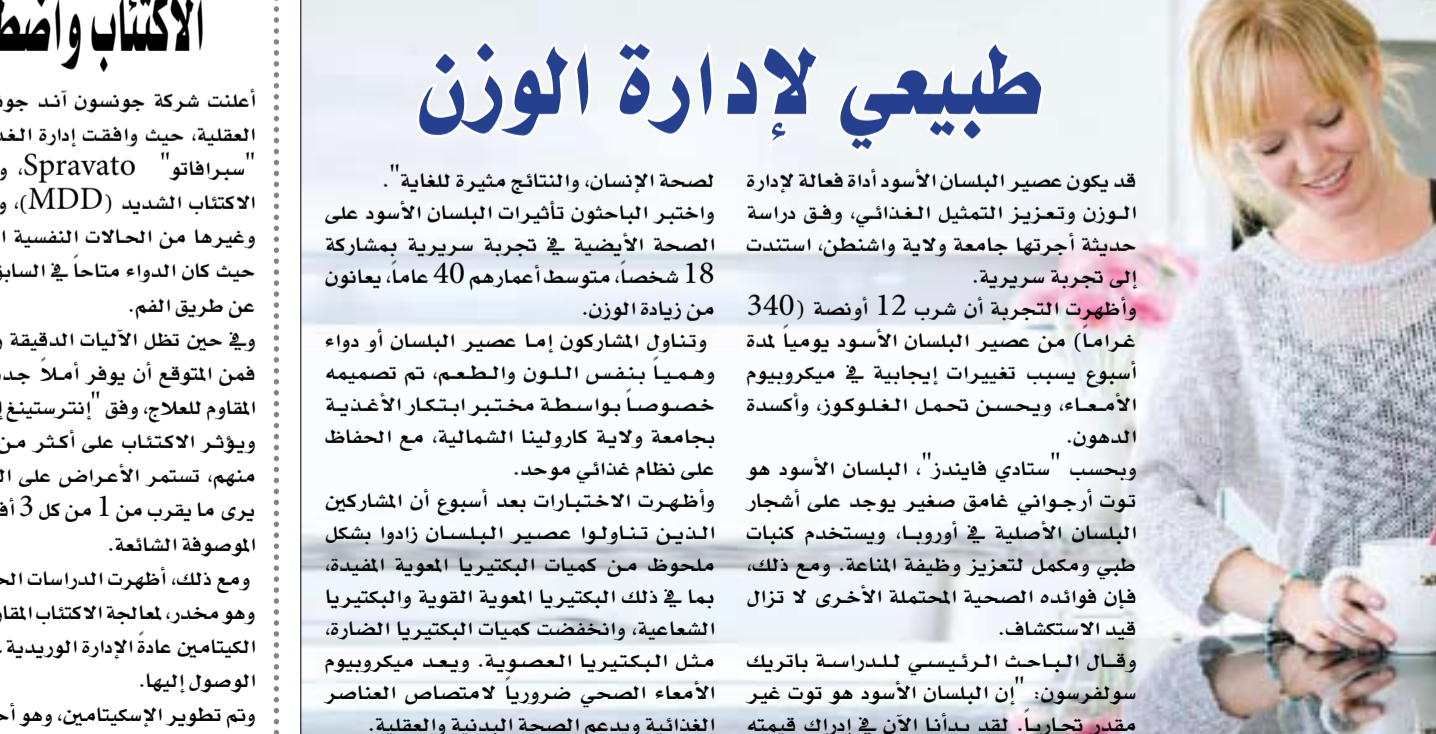 طبيعي لإدارة الوزن
قد يكون عصير البلسان الأسود أداة فعالة لإدارة
الوزن وتعزيز التمثيل الغذائي، وفق دراسة
حديثة أجرتها جامعة ولاية واشنطن، استندت
إلى تجربة سريرية.
وأظهرت التجربة أن شرب 12 أونصة (340
غراماً) من عصير البلسان الأسود يومياً لمدة
أسبوع يسبب تغييرات إيجابية في ميكروبيوم
الأمعاء، ويحسن تحمل الغلوكوز، وأكسدة
الدهون.
وبحسب "ستادي فايندز"، البلسان الأسود هو
توت أرجواني غامق صغير يوجد على أشجار
البلسان الأصلية في أوروبا، ويستخدم كنبات
طبي ومكمل لتعزيز وظيفة المناعة. ومع ذلك،
فإن فوائده الصحية المحتملة الأخرى لا تزال
قيد الاستكشاف.
وقال الباحث الرئيسي للدراسة باتريك
سولفرسون: "إن البلسان الأسود هو توت غير
مقدر تجارياً. لقد بدأنا الآن في إدراك قيمته
لصحة الإنسان، والنتائج مثيرة للغاية".
واختبر الباحثون تأثيرات البلسان الأسود على
الصحة الأيضية في تجربة سريرية بمشاركة
18 شخصاً، متوسط أعمارهم 40 عاماً، يعانون
من زيادة الوزن.
وتناول المشاركون إما عصير البلسان أو دواء
وهمياً بنفس اللون والطعم، تم تصميمه
خصوصاً بواسطة مختبر ابتكار الأغذية
بجامعة ولاية كارولينا الشمالية، مع الحفاظ
على نظام غذائي موحد.
وأظهرت الاختبارات بعد أسبوع أن المشاركين
الذين تناولوا عصير البلسان زادوا بشكل
ملحوظ من كميات البكتيريا المعوية المفيدة،
بما في ذلك البكتيريا المعوية القوية والبكتيريا
الشعاعية، وانخفضت كميات البكتيريا الضارة،
مثل البكتيريا العصوية. ويعد ميكروبيوم
الأمعاء الصحي ضرورياً لامتصاص العناصر
الغذائية ويدعم الصحة البدنية والعقلية.
الاكتئاب
أعلنت شركة جونسون آند
العقلية، حيث وافقت إدارة
"سبرافاتو" Spravato،
الاكتئاب الشديد (MDD)،
وغيرها من الحالات النفسية
حيث كان الدواء متاحاً في
عن طريق الفم.
وفي حين تظل الآليات الدقيقة
فمن المتوقع أن يوفر أملاً
المقاوم للعلاج، وفق
ويؤثر الاكتئاب على أكثر من
منهم، تستمر الأعراض على
يرى ما يقرب من 1 من كل 3
الموصوفة الشائعة.
ومع ذلك، أظهرت الدراسات
وهو مخدر، لمعالجة الاكتئاب
الكيتامين عادةً الإدارة الوريدية
الوصول إليها.
وتم تطوير الإسكيتامين، وهو